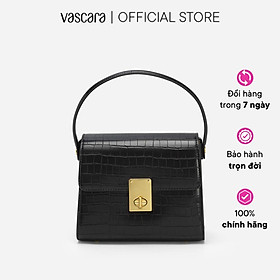 vascara | OFFICIAL STORE
Đổi hàng
trong 7 ngày
Bảo hành
trọn đời
100%
chính hãng